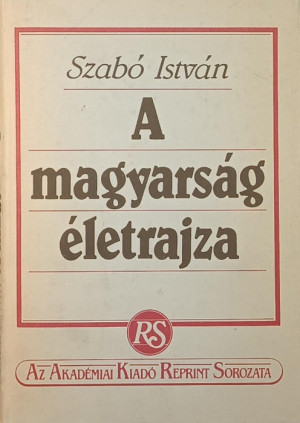 Szabó István
A
magyarság
életrajza
RS
AZ AKADÉMIAI KIADÓ REPRINT SOROZATA